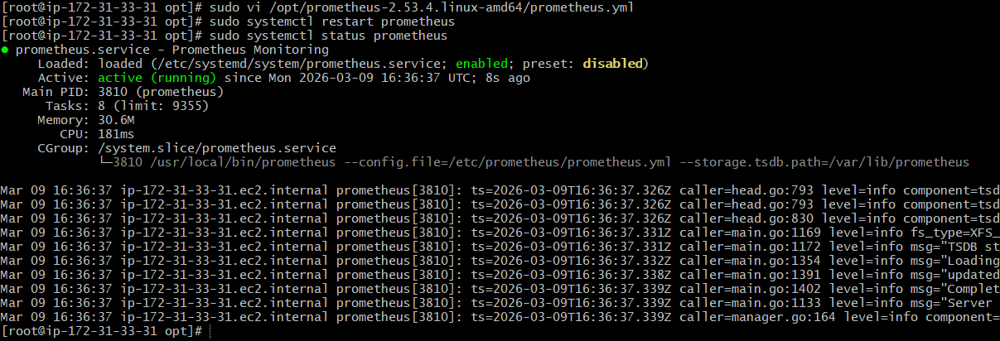 [root@ip-172-31-33-31 opt]# sudo vi /opt/prometheus-2.53.4.linux-amd64/prometheus.yml
[root@ip-172-31-33-31 opt]# sudo systemctl restart prometheus
[root@ip-172-31-33-31 opt]# sudo systemctl status prometheus
● prometheus.service - Prometheus Monitoring
Loaded: loaded (/etc/systemd/system/prometheus.service; enabled; preset: disabled)
Active: active (running) since Mon 2026-03-09 16:36:37 UTC; 8s ago
Main PID: 3810 (prometheus)
Tasks: 8 (limit: 9355)
Memory: 30.6M
CPU: 181ms
CGroup: /system.slice/prometheus.service
└─3810 /usr/local/bin/prometheus --config.file=/etc/prometheus/prometheus.yml --storage.tsdb.path=/var/lib/prometheus
Mar 09 16:36:37 ip-172-31-33-31.ec2.internal prometheus[3810]: ts=2026-03-09T16:36:37.326Z caller=head.go:793 level=info component=tsd
Mar 09 16:36:37 ip-172-31-33-31.ec2.internal prometheus[3810]: ts=2026-03-09T16:36:37.326Z caller=head.go:793 level=info component=tsd
Mar 09 16:36:37 ip-172-31-33-31.ec2.internal prometheus[3810]: ts=2026-03-09T16:36:37.326Z caller=head.go:830 level=info component=tsd
Mar 09 16:36:37 ip-172-31-33-31.ec2.internal prometheus[3810]: ts=2026-03-09T16:36:37.331Z caller=main.go:1169 level=info fs_type=XFS_
Mar 09 16:36:37 ip-172-31-33-31.ec2.internal prometheus[3810]: ts=2026-03-09T16:36:37.331Z caller=main.go:1172 level=info msg="TSDB st
Mar 09 16:36:37 ip-172-31-33-31.ec2.internal prometheus[3810]: ts=2026-03-09T16:36:37.332Z caller=main.go:1354 level=info msg="Loading
Mar 09 16:36:37 ip-172-31-33-31.ec2.internal prometheus[3810]: ts=2026-03-09T16:36:37.338Z caller=main.go:1391 level=info msg="updated
Mar 09 16:36:37 ip-172-31-33-31.ec2.internal prometheus[3810]: ts=2026-03-09T16:36:37.339Z caller=main.go:1402 level=info msg="Complet
Mar 09 16:36:37 ip-172-31-33-31.ec2.internal prometheus[3810]: ts=2026-03-09T16:36:37.339Z caller=main.go:1133 level=info msg="Server
Mar 09 16:36:37 ip-172-31-33-31.ec2.internal prometheus[3810]: ts=2026-03-09T16:36:37.339Z caller=manager.go:164 level=info component=
[root@ip-172-31-33-31 opt]#